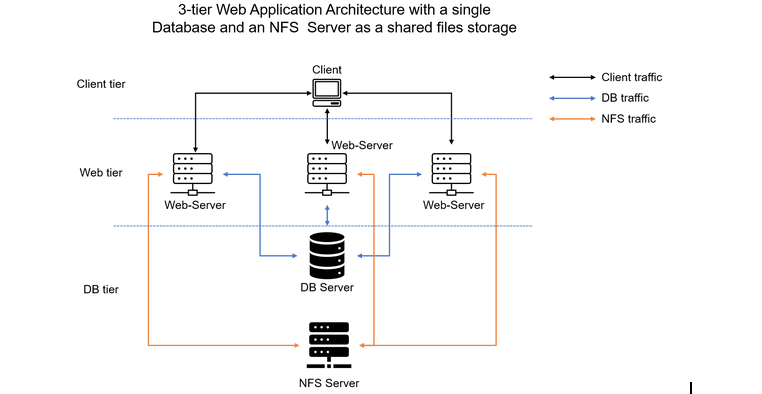 3-tier Web Application Architecture with a single
Database and an NFS Server as a shared files storage
Client
Client tier
Client traffic
DB traffic
NFS traffic
Web-Server
Web tier
Web-Server
Web-Server
DB Server
DB tier
NFS Server